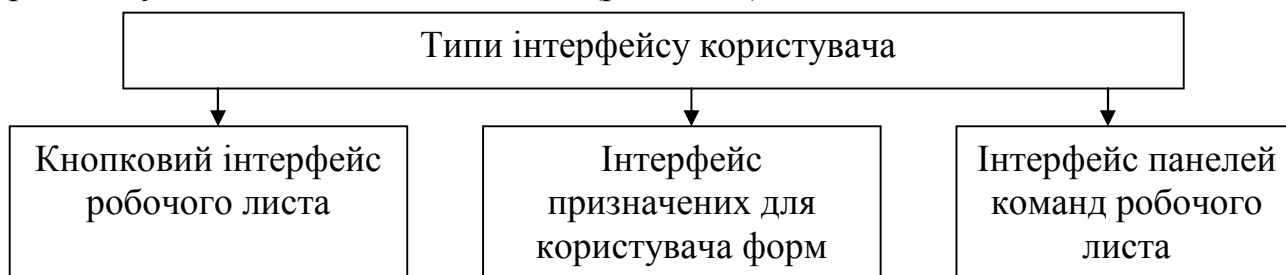 Типи інтерфейсу користувача
Кнопковий інтерфейс
робочого листа
Інтерфейс
призначених для
користувача форм
Інтерфейс панелей
команд робочого
листа